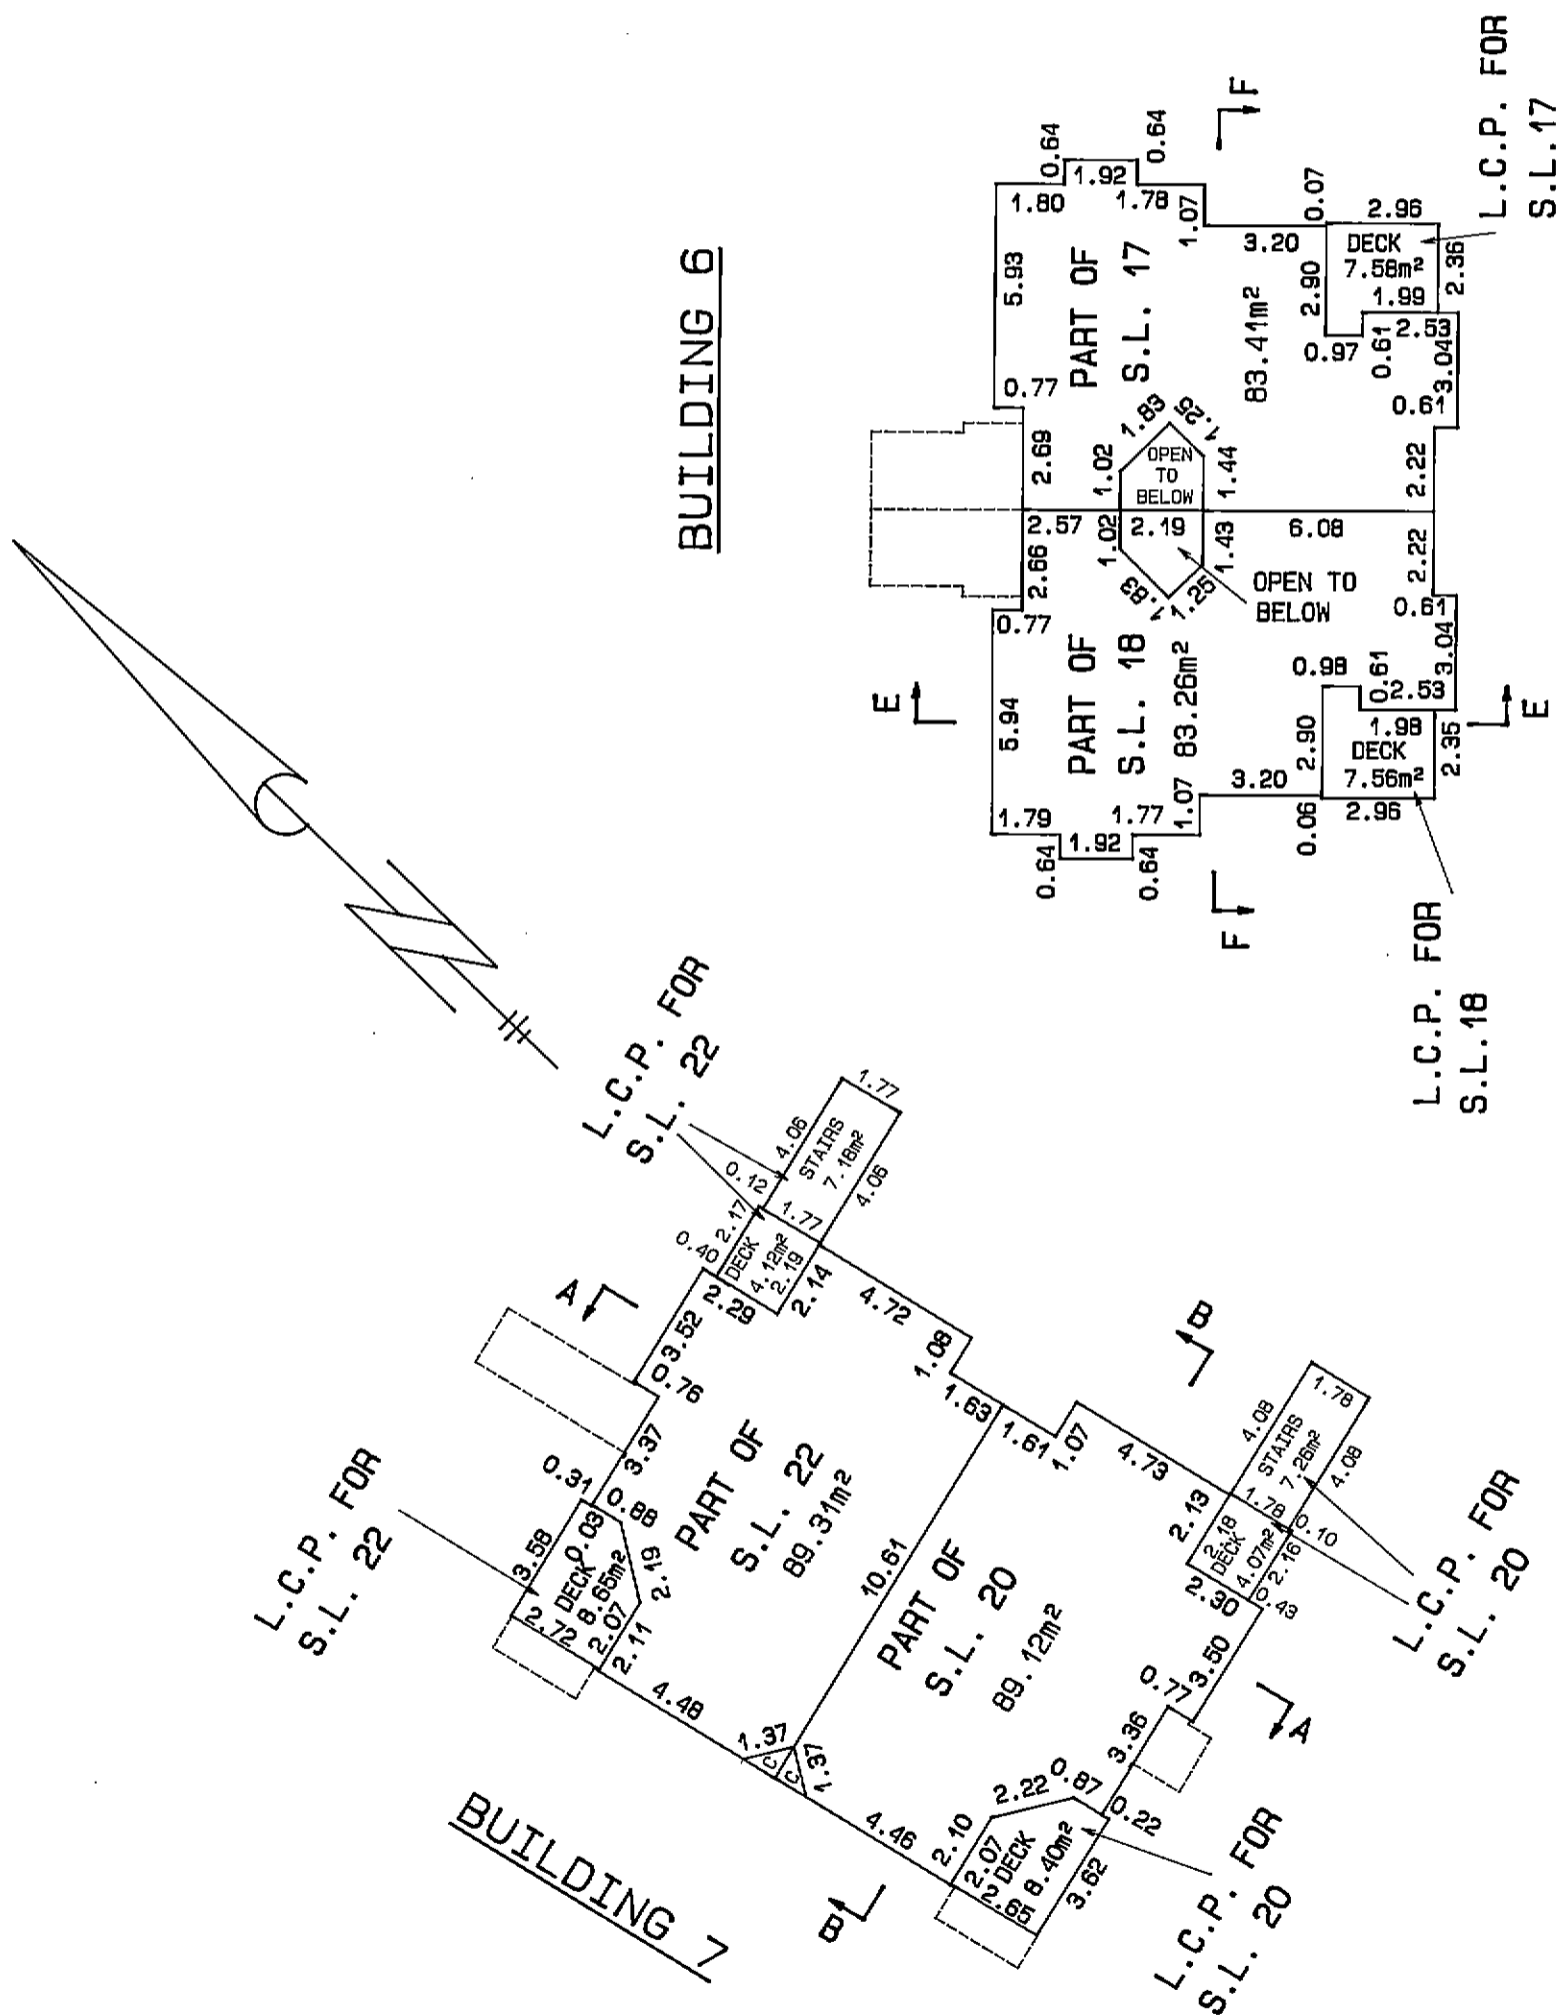 BUILDING 6
0.64
1.92
0.64
1.80
1.78
1.07
F
5.93
0.77
PART OF
S.L. 17
83.41m²
3.20
0.07
2.96
DECK
7.58m²
2.90
1.99
2.36
0.97
0.61
2.53
3.04
0.61
L.C.P. FOR
S.L.17
2.69
1.02
1.83
1.25
OPEN
TO
BELOW
1.44
2.22
2.57
2.19
6.08
2.66
1.02
1.83
1.25
1.43
2.22
OPEN TO
BELOW
0.77
5.94
PART OF
S.L. 18
83.26m²
0.61
3.04
0.98
0.61
2.53
2.90
1.98
DECK
7.56m²
2.35
3.20
0.06
2.96
E
E
1.79
1.77
1.07
0.64
1.92
0.64
F
L.C.P. FOR
S.L.18
BUILDING 7
L.C.P. FOR
S.L. 22
4.06
1.77
STAIRS
7.18m²
4.06
0.12
1.77
2.17
0.40
DECK
4.12m²
2.19
2.29
2.14
A
3.52
0.76
4.72
1.08
1.63
3.37
0.31
0.88
L.C.P. FOR
S.L. 22
3.58
0.03
DECK
8.65m²
2.72
2.07
2.11
2.19
PART OF
S.L. 22
89.31m²
4.48
10.61
1.37
C
C
1.37
B
1.61
1.07
4.73
PART OF
S.L. 20
89.12m²
4.08
1.78
STAIRS
7.26m²
4.08
1.78
2.13
2.18
DECK
4.07m²
0.10
2.16
0.43
2.30
L.C.P. FOR
S.L. 20
3.50
0.77
A
3.36
0.87
0.22
2.22
2.10
2.07
DECK
8.40m²
2.65
3.62
4.46
B
L.C.P. FOR
S.L. 20